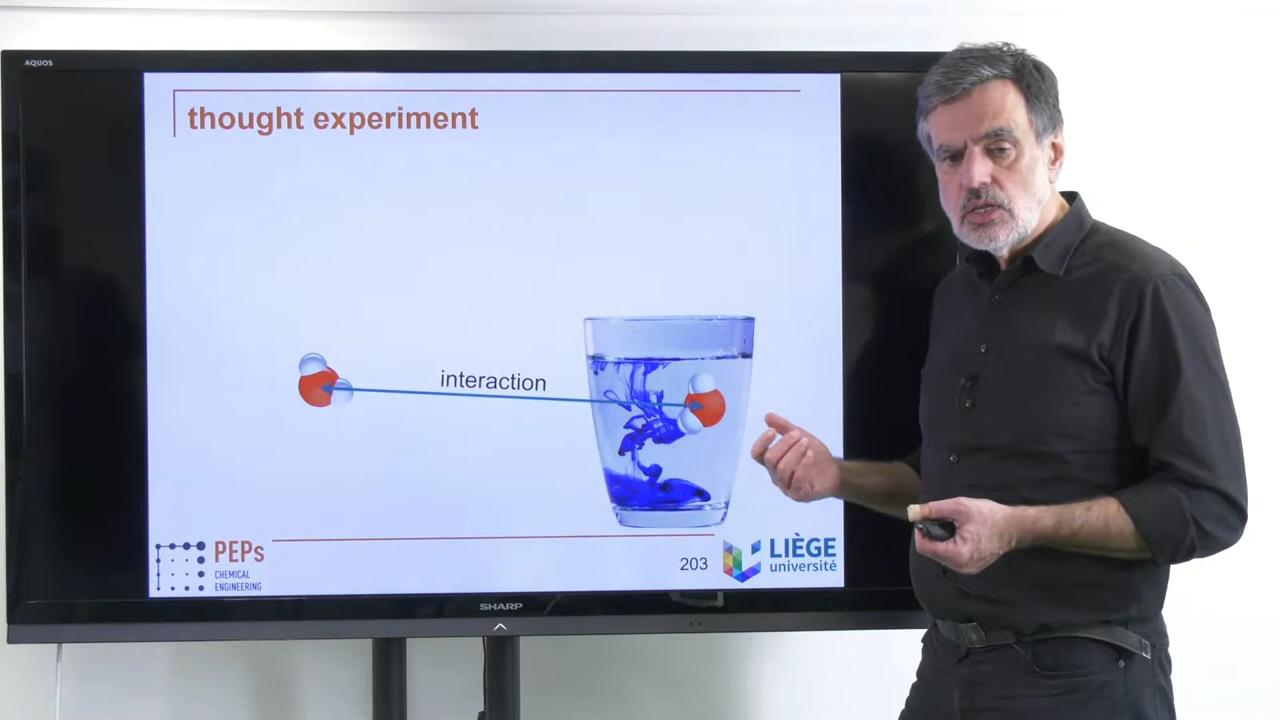 AQUOS
thought experiment
interaction
PEPs
CHEMICAL
ENGINEERING
203
LIÈGE
université
SHARP